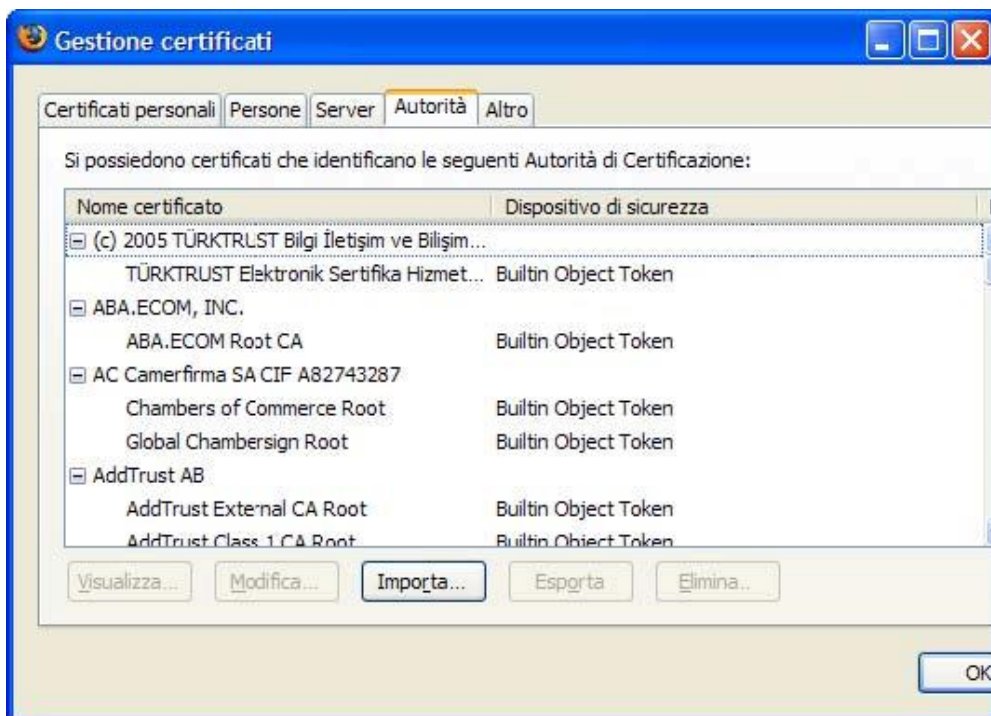 Gestione certificati
Certificati personali Persone Server Autorità Altro
Si possiedono certificati che identificano le seguenti Autorità di Certificazione:
Nome certificato Dispositivo di sicurezza
(c) 2005 TÜRKTRUST Bilgi İletişim ve Bilişim...
TÜRKTRUST Elektronik Sertifika Hizmet... Builtin Object Token
ABA.ECOM, INC.
ABA.ECOM Root CA Builtin Object Token
AC Camerfirma SA CIF A82743287
Chambers of Commerce Root Builtin Object Token
Global Chambersign Root Builtin Object Token
AddTrust AB
AddTrust External CA Root Builtin Object Token
AddTrust Class 1 CA Root Builtin Object Token
Visualizza... Modifica... Importa... Esporta Elimina...
OK